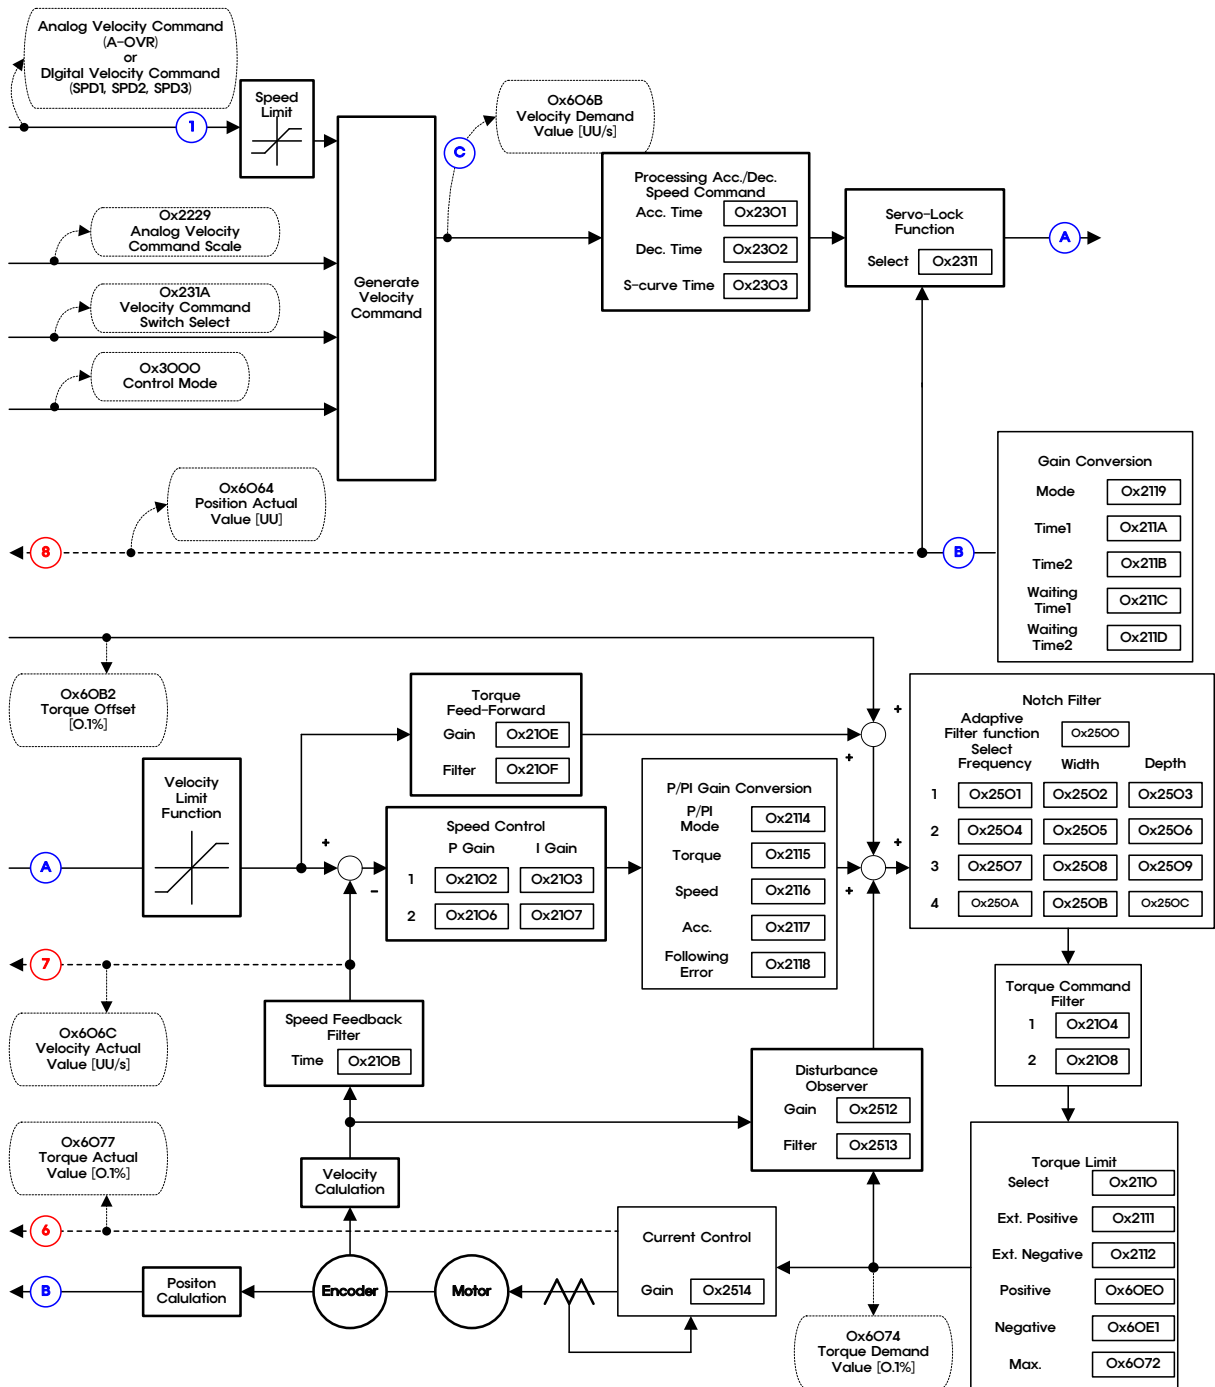 Analog Velocity Command
(A-OVR)
or
DIgital Velocity Command
(SPD1, SPD2, SPD3)
1
Speed
Limit
0x606B
Velocity Demand
Value [UU/s]
C
Processing Acc./Dec.
Speed Command
Acc. Time 0x2301
Dec. Time 0x2302
S-curve Time 0x2303
Servo-Lock
Function
Select 0x2311
A
0x2229
Analog Velocity
Command Scale
0x231A
Velocity Command
Switch Select
0x3000
Control Mode
Generate
Velocity
Command
0x6064
Position Actual
Value [UU]
8
B
Gain Conversion
Mode 0x2119
Time1 0x211A
Time2 0x211B
Waiting
Time1 0x211C
Waiting
Time2 0x211D
0x60B2
Torque Offset
[0.1%]
Torque
Feed-Forward
Gain 0x210E
Filter 0x210F
+
+
Notch Filter
Adaptive
Filter function
Select
0x2500
Frequency Width Depth
1 0x2501 0x2502 0x2503
2 0x2504 0x2505 0x2506
3 0x2507 0x2508 0x2509
4 0x250A 0x250B 0x250C
Velocity
Limit
Function
A
+
-
Speed Control
P Gain I Gain
1 0x2102 0x2103
2 0x2106 0x2107
P/PI Gain Conversion
P/PI
Mode 0x2114
Torque 0x2115
Speed 0x2116
Acc. 0x2117
Following
Error 0x2118
+
+
7
0x606C
Velocity Actual
Value [UU/s]
Speed Feedback
Filter
Time 0x210B
Torque Command
Filter
1 0x2104
2 0x2108
Disturbance
Observer
Gain 0x2512
Filter 0x2513
0x6077
Torque Actual
Value [0.1%]
Velocity
Calulation
6
Torque Limit
Select 0x2110
Ext. Positive 0x2111
Ext. Negative 0x2112
Positive 0x60E0
Negative 0x60E1
Max. 0x6072
Current Control
Gain 0x2514
B
Positon
Calulation
Encoder
Motor
0x6074
Torque Demand
Value [0.1%]